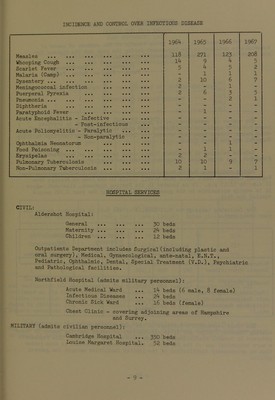 INCIDENCE AND CONTROL OVER INFECTIOUS DISEASE
1964 1965 1966 1967
Measles ... ... ... ... ... 118 271 123 208
Whooping Cough ... ... ... ... 14 9 4 5
Scarlet Fever ... ... ... ... 5 4 5 2
Malaria (Camp) ... ... ... ... - 1 1 1
Dysentery ... ... ... ... ... 2 10 6 7
Meningococcal infection ... ... ... 2 - 1 -
Puerperal Pyrexia ... ... ... 2 6 3 5
Pneumonia ... ... ... ... ... - - 2 1
Diphtheria ... ... ... ... - - - -
Paratyphoid Fever ... ... ... - - - -
Acute Encephalitis - Infective ... - - - -
- Post-infectious ... - - - -
Acute Poliomyelitis - Paralytic ... - - - -
- Non-paralytic - - - -
Ophthalmia Neonatorum ... ... ... - - 1 -
Food Poisoning ... ... ... ... - 1 1 -
Erysipelas ... ... ... ... 2 2 - -
Pulmonary Tuberculosis ... ... ... 10 10 9 7
Non-Pulmonary Tuberculosis ... ... 2 1 - 1
HOSPITAL SERVICES
CIVIL:
Aldershot Hospital:
General ... ... ... 30 beds
Maternity ... ... ... 24 beds
Children ... ... ... 12 beds
Outpatients Department includes Surgical(including plastic and
oral surgery), Medical, Gynaecological, ante-natal, E.N.T.,
Pediatric, Ophthalmic, Dental, Special Treatment (V.D.), Psychiatric
and Pathological facilities.
Northfield Hospital (admits military personnel):
Acute Medical Ward ... 14 beds (6 male, 8 female)
Infectious Diseases ... 24 beds
Chronic Sick Ward ... 16 beds (female)
Chest Clinic - covering adjoining areas of Hampshire
and Surrey.
MILITARY (admits civilian personnel):
Cambridge Hospital ... 350 beds
Louise Margaret Hospital. 52 beds
- 9 -